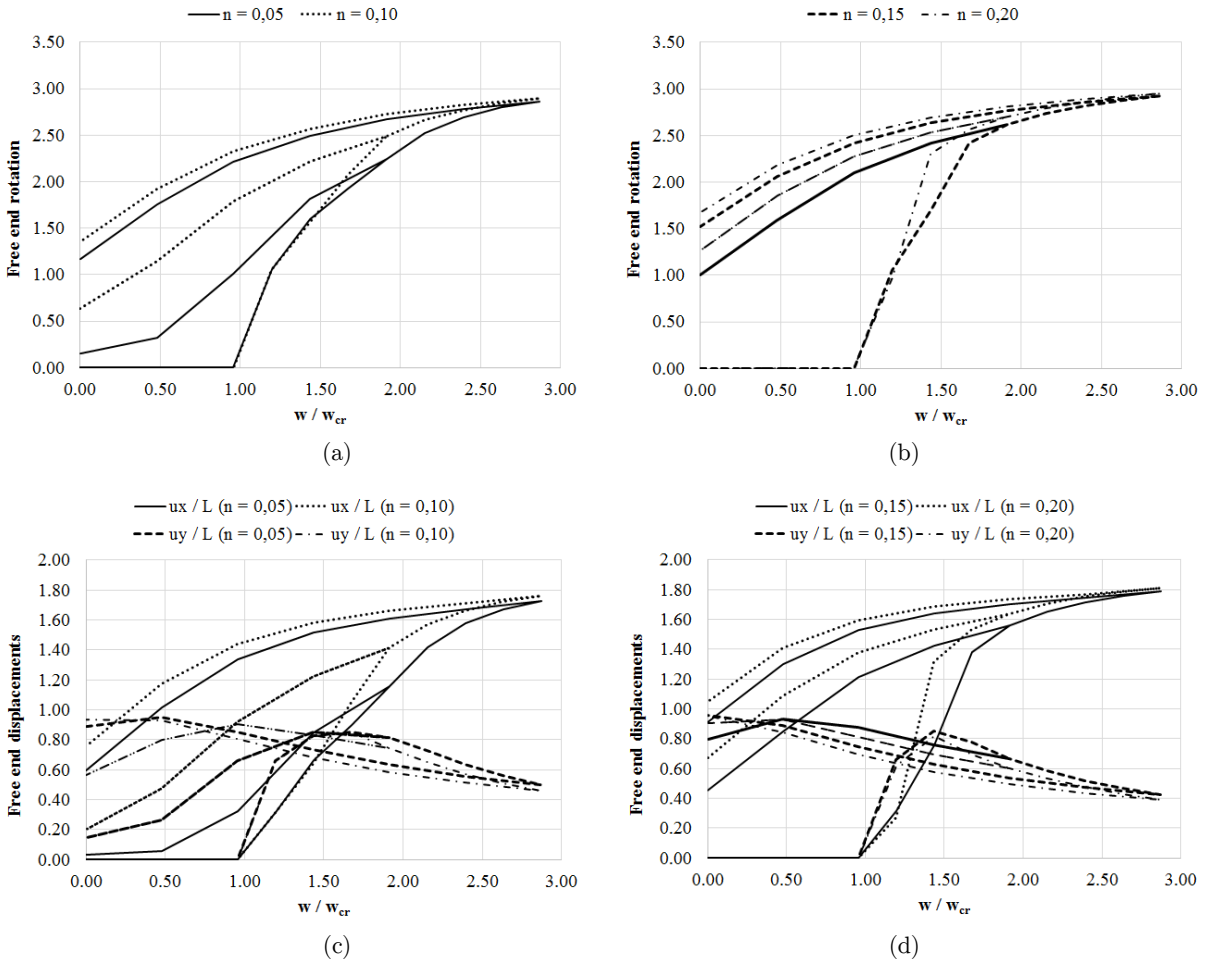 n = 0,05 n = 0,10
3.50
3.00
2.50
2.00
1.50
1.00
0.50
0.00
Free end rotation
0.00 0.50 1.00 1.50 2.00 2.50 3.00
w / wcr
(a)
n = 0,15 n = 0,20
3.50
3.00
2.50
2.00
1.50
1.00
0.50
0.00
Free end rotation
0.00 0.50 1.00 1.50 2.00 2.50 3.00
w / wcr
(b)
ux / L (n = 0,05) ux / L (n = 0,10)
uy / L (n = 0,05) uy / L (n = 0,10)
2.00
1.80
1.60
1.40
1.20
1.00
0.80
0.60
0.40
0.20
0.00
Free end displacements
0.00 0.50 1.00 1.50 2.00 2.50 3.00
w / wcr
(c)
ux / L (n = 0,15) ux / L (n = 0,20)
uy / L (n = 0,15) uy / L (n = 0,20)
2.00
1.80
1.60
1.40
1.20
1.00
0.80
0.60
0.40
0.20
0.00
Free end displacements
0.00 0.50 1.00 1.50 2.00 2.50 3.00
w / wcr
(d)